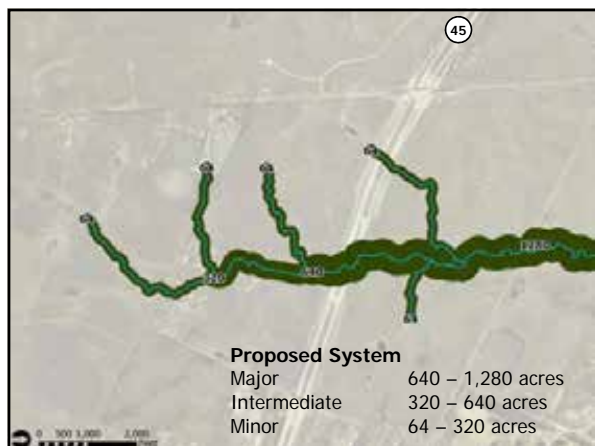 45
320
640
1280
Proposed System
Major 640 – 1,280 acres
Intermediate 320 – 640 acres
Minor 64 – 320 acres
0 500 1,000 2,000